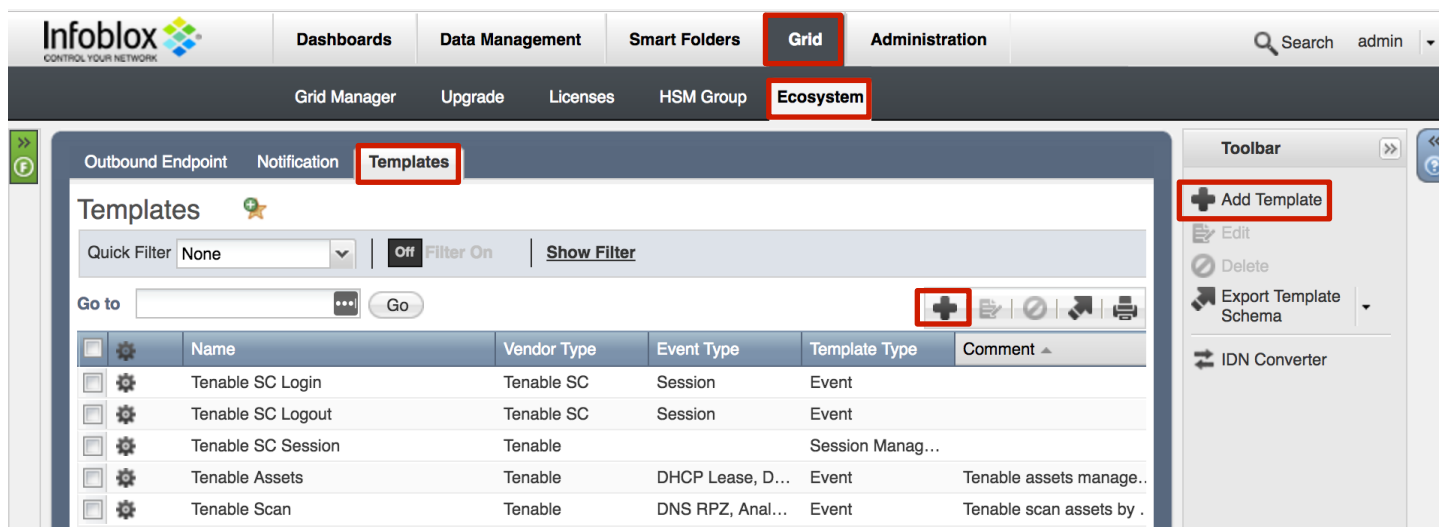 Infoblox
CONTROL YOUR NETWORK
Dashboards Data Management Smart Folders Grid Administration Search admin
Grid Manager Upgrade Licenses HSM Group Ecosystem
Outbound Endpoint Notification Templates
Toolbar
Templates
Add Template
Quick Filter None Off Filter On Show Filter
Edit
Delete
Go to Go
Export Template
Schema
Name Vendor Type Event Type Template Type Comment
IDN Converter
Tenable SC Login Tenable SC Session Event
Tenable SC Logout Tenable SC Session Event
Tenable SC Session Tenable Session Manag...
Tenable Assets Tenable DHCP Lease, D... Event Tenable assets manage..
Tenable Scan Tenable DNS RPZ, Anal... Event Tenable scan assets by .